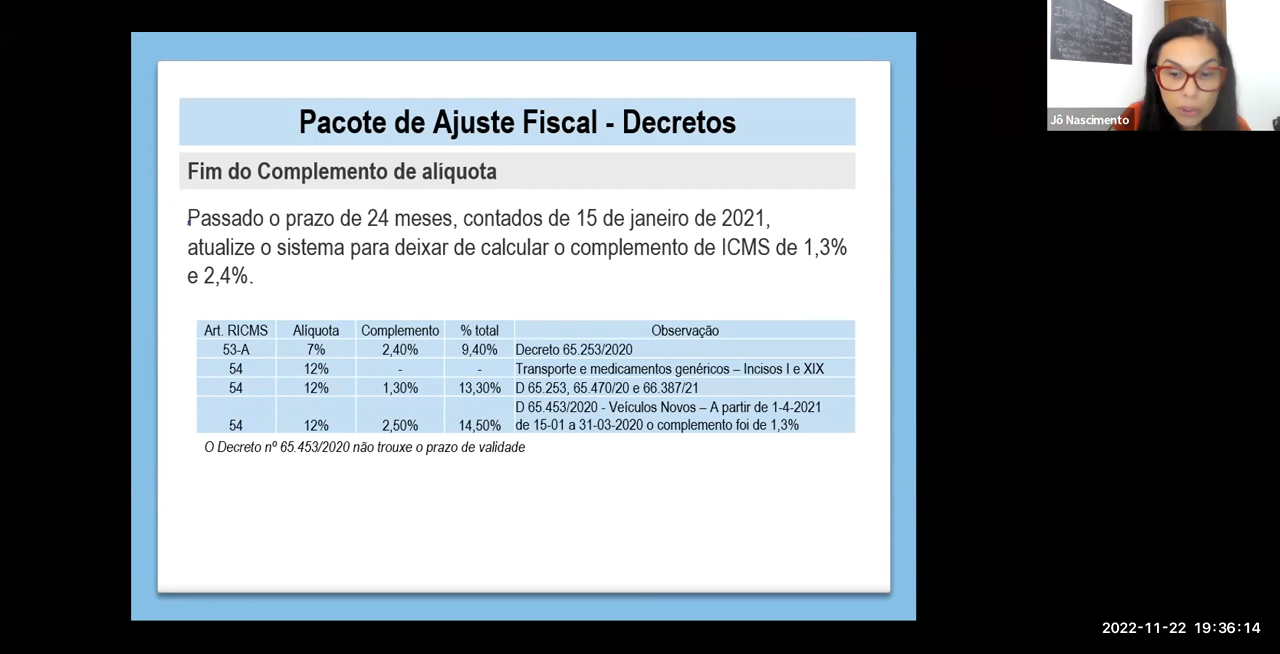 Pacote de Ajuste Fiscal - Decretos
Fim do Complemento de alíquota
Passado o prazo de 24 meses, contados de 15 de janeiro de 2021,
atualize o sistema para deixar de calcular o complemento de ICMS de 1,3%
e 2,4%.
Art. RICMS Alíquota Complemento % total Observação
53-A 7% 2,40% 9,40% Decreto 65.253/2020
54 12% - - Transporte e medicamentos genéricos – Incisos I e XIX
54 12% 1,30% 13,30% D 65.253, 65.470/20 e 66.387/21
D 65.453/2020 - Veículos Novos – A partir de 1-4-2021
54 12% 2,50% 14,50% de 15-01 a 31-03-2020 o complemento foi de 1,3%
O Decreto nº 65.453/2020 não trouxe o prazo de validade
Jô Nascimento
2022-11-22 19:36:14